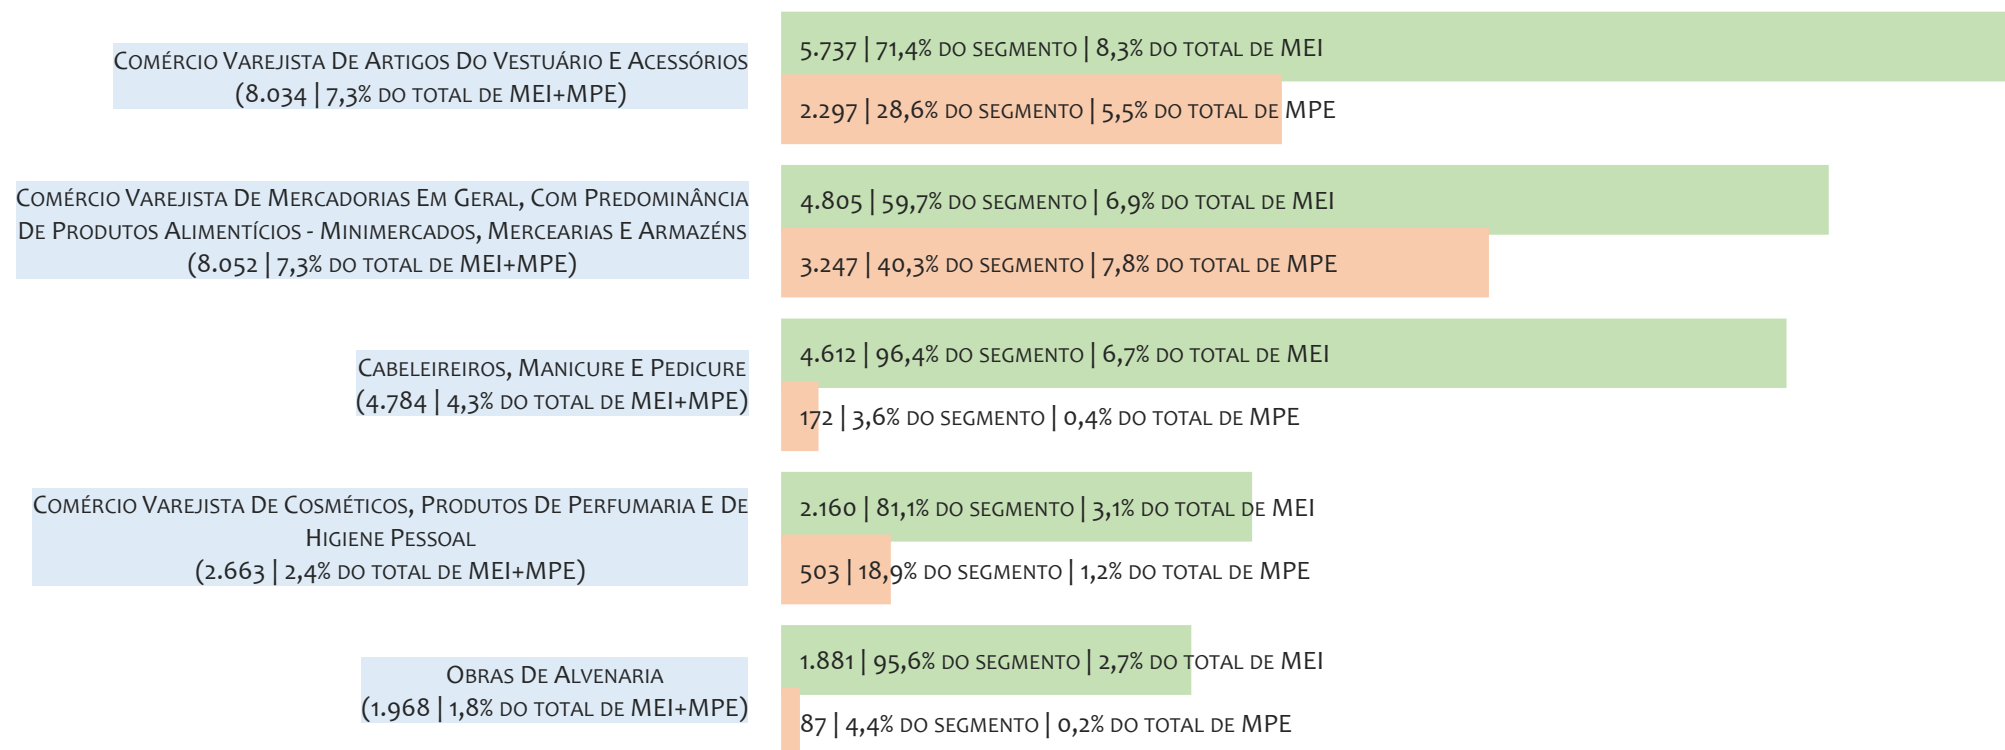 Comércio Varejista De Artigos Do Vestuário E Acessórios
(8.034 | 7,3% do total de MEI+MPE)
5.737 | 71,4% do segmento | 8,3% do total de MEI
2.297 | 28,6% do segmento | 5,5% do total de MPE
Comércio Varejista De Mercadorias Em Geral, Com Predominância
De Produtos Alimentícios - Minimercados, Mercearias E Armazéns
(8.052 | 7,3% do total de MEI+MPE)
4.805 | 59,7% do segmento | 6,9% do total de MEI
3.247 | 40,3% do segmento | 7,8% do total de MPE
Cabeleireiros, Manicure E Pedicure
(4.784 | 4,3% do total de MEI+MPE)
4.612 | 96,4% do segmento | 6,7% do total de MEI
172 | 3,6% do segmento | 0,4% do total de MPE
Comércio Varejista De Cosméticos, Produtos De Perfumaria E De
Higiene Pessoal
(2.663 | 2,4% do total de MEI+MPE)
2.160 | 81,1% do segmento | 3,1% do total de MEI
503 | 18,9% do segmento | 1,2% do total de MPE
Obras De Alvenaria
(1.968 | 1,8% do total de MEI+MPE)
1.881 | 95,6% do segmento | 2,7% do total de MEI
87 | 4,4% do segmento | 0,2% do total de MPE